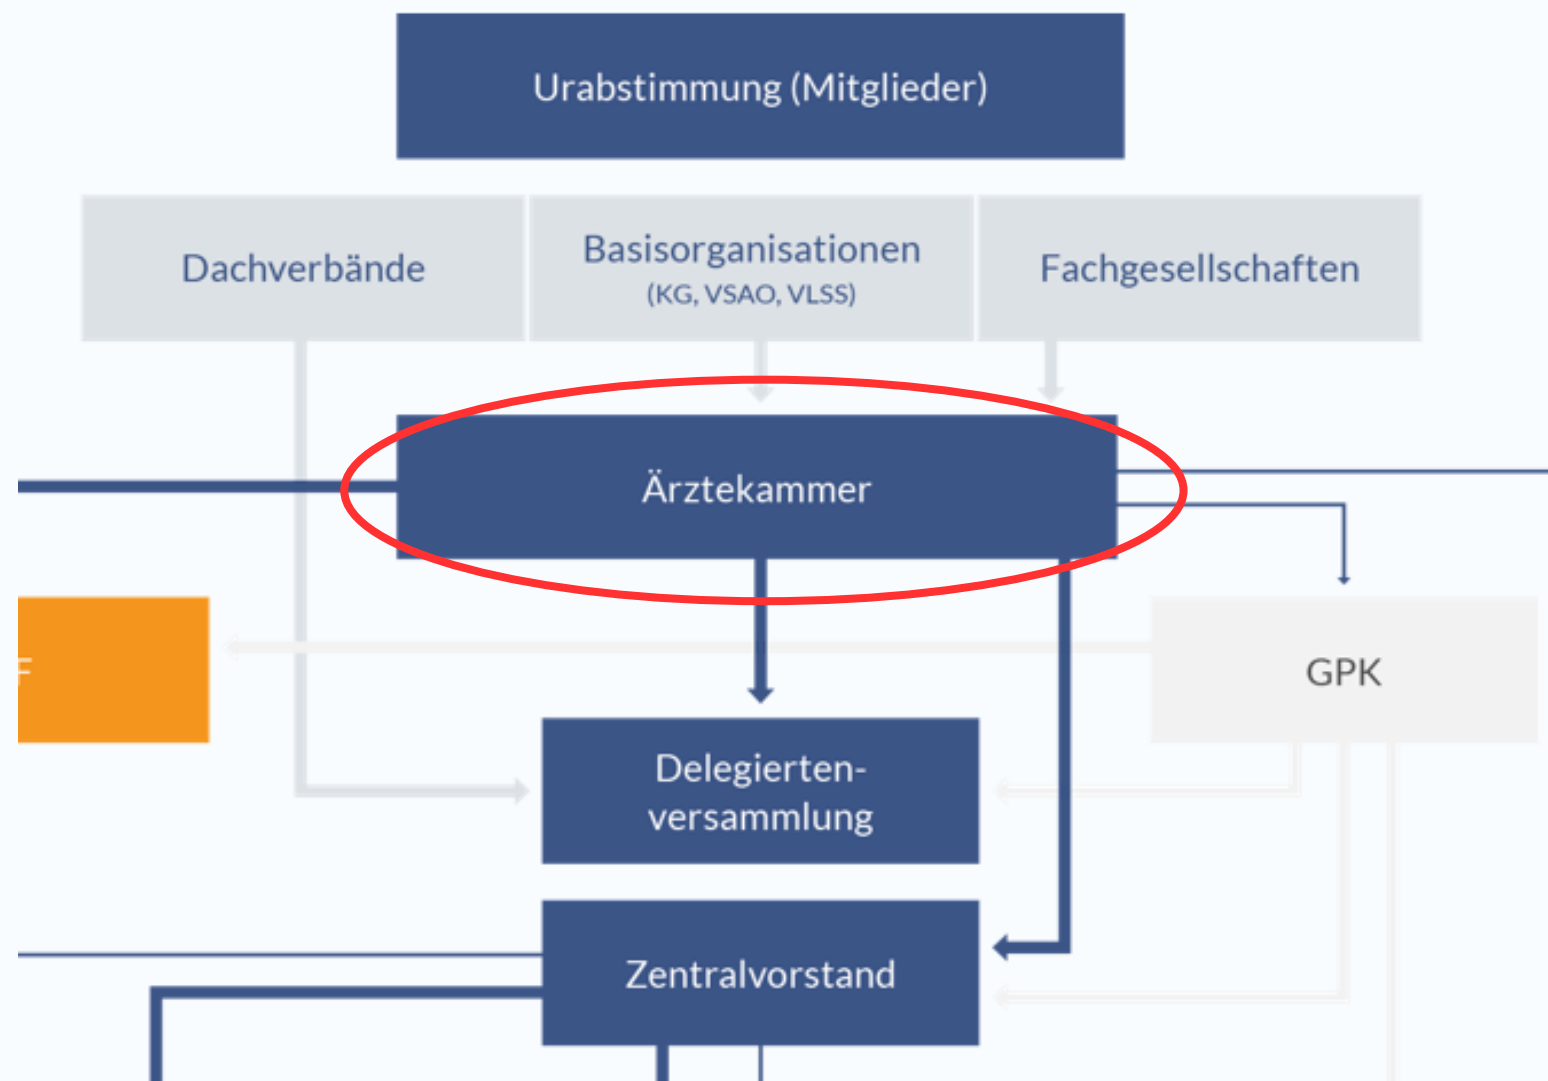 Urabstimmung (Mitglieder)
Dachverbände
Basisorganisationen
(KG, VSAO, VLSS)
Fachgesellschaften
Ärztekammer
F
GPK
Delegierten-
versammlung
Zentralvorstand